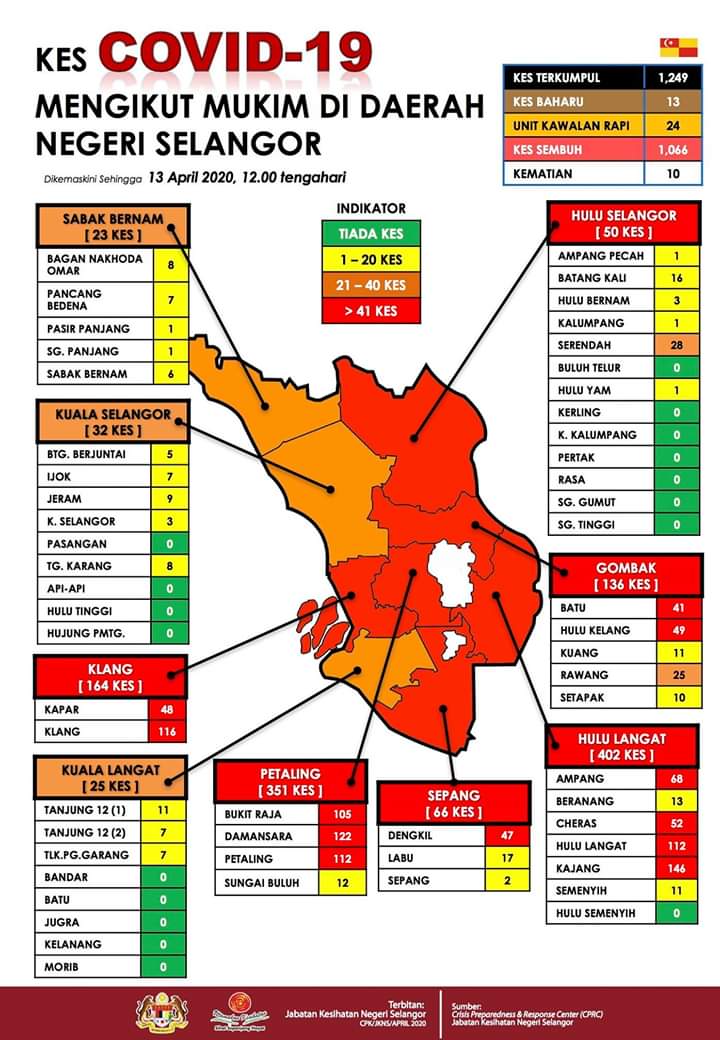 KES COVID-19
MENGIKUT MUKIM DI DAERAH
NEGERI SELANGOR
Dikemaskini Sehingga 13 April 2020, 12.00 tengahari
KES TERKUMPUL 1,249
KES BAHARU 13
UNIT KAWALAN RAPI 24
KES SEMBUH 1,066
KEMATIAN 10
INDIKATOR
TIADA KES
1 – 20 KES
21 – 40 KES
> 41 KES
SABAK BERNAM
[ 23 KES ]
BAGAN NAKHODA
OMAR 8
PANCANG
BEDENA 7
PASIR PANJANG 1
SG. PANJANG 1
SABAK BERNAM 6
KUALA SELANGOR
[ 32 KES ]
BTG. BERJUNTAI 5
IJOK 7
JERAM 9
K. SELANGOR 3
PASANGAN 0
TG. KARANG 8
API-API 0
HULU TINGGI 0
HUJUNG PMTG. 0
KLANG
[ 164 KES ]
KAPAR 48
KLANG 116
KUALA LANGAT
[ 25 KES ]
TANJUNG 12 (1) 11
TANJUNG 12 (2) 7
TLK.PG.GARANG 7
BANDAR 0
BATU 0
JUGRA 0
KELANANG 0
MORIB 0
PETALING
[ 351 KES ]
BUKIT RAJA 105
DAMANSARA 122
PETALING 112
SUNGAI BULUH 12
SEPANG
[ 66 KES ]
DENGKIL 47
LABU 17
SEPANG 2
HULU SELANGOR
[ 50 KES ]
AMPANG PECAH 1
BATANG KALI 16
HULU BERNAM 3
KALUMPANG 1
SERENDAH 28
BULUH TELUR 0
HULU YAM 1
KERLING 0
K. KALUMPANG 0
PERTAK 0
RASA 0
SG. GUMUT 0
SG. TINGGI 0
GOMBAK
[ 136 KES ]
BATU 41
HULU KELANG 49
KUANG 11
RAWANG 25
SETAPAK 10
HULU LANGAT
[ 402 KES ]
AMPANG 68
BERANANG 13
CHERAS 52
HULU LANGAT 112
KAJANG 146
SEMENYIH 11
HULU SEMENYIH 0
Terbitan:
Jabatan Kesihatan Negeri Selangor
CPK/JKNS/APRIL 2020
Sumber:
Crisis Preparedness & Response Center (CPRC)
Jabatan Kesihatan Negeri Selangor